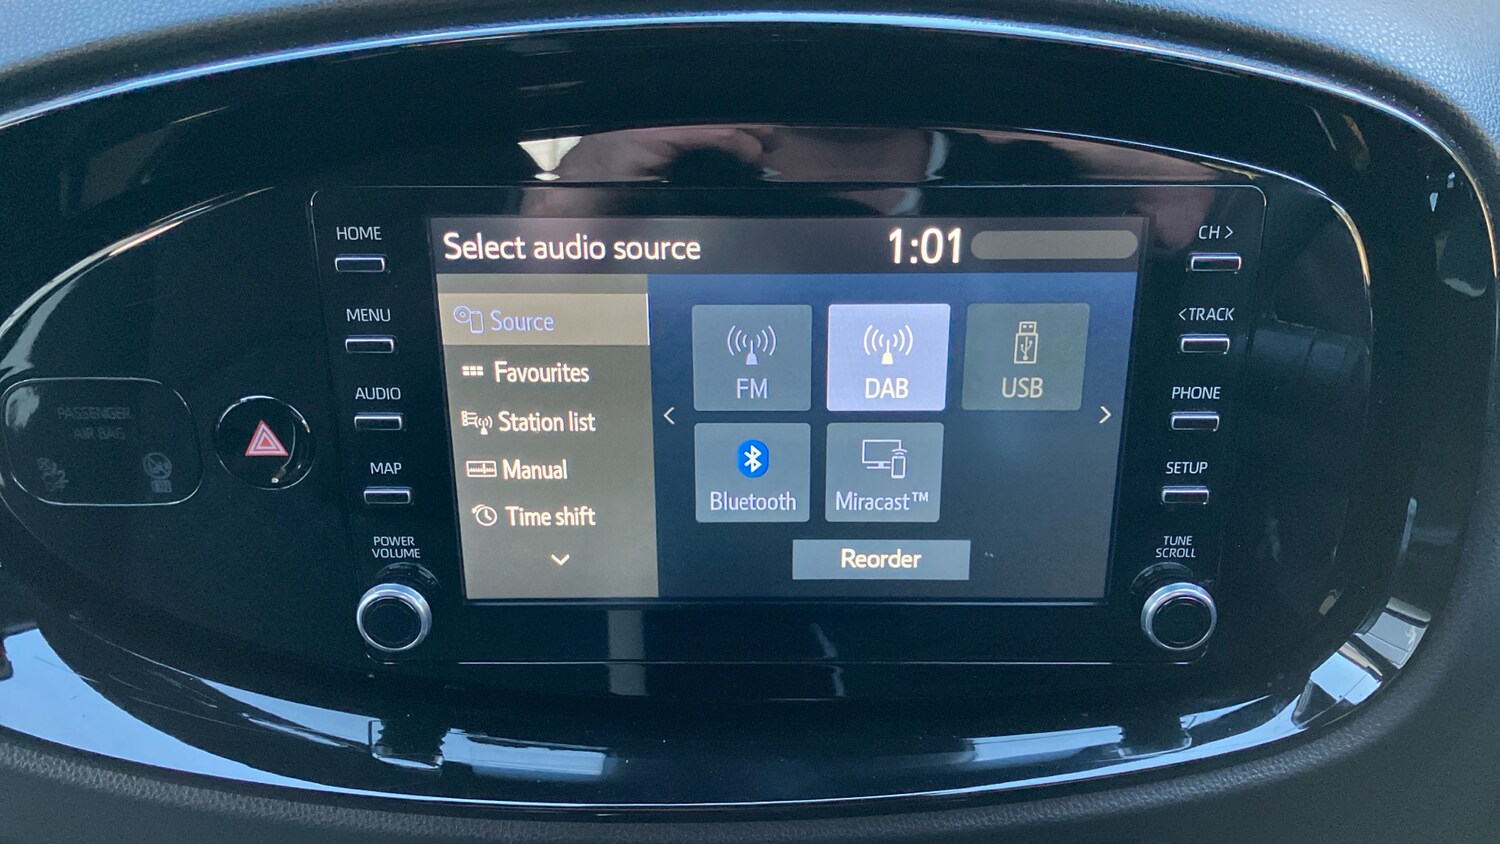 Select audio source 1:01
HOME
MENU
AUDIO
MAP
POWER
VOLUME
Source
Favourites
Station list
Manual
Time shift
FM
DAB
USB
Bluetooth
Miracast™
Reorder
CH >
< TRACK
PHONE
SETUP
TUNE
SCROLL
PASSENGER
AIR BAG